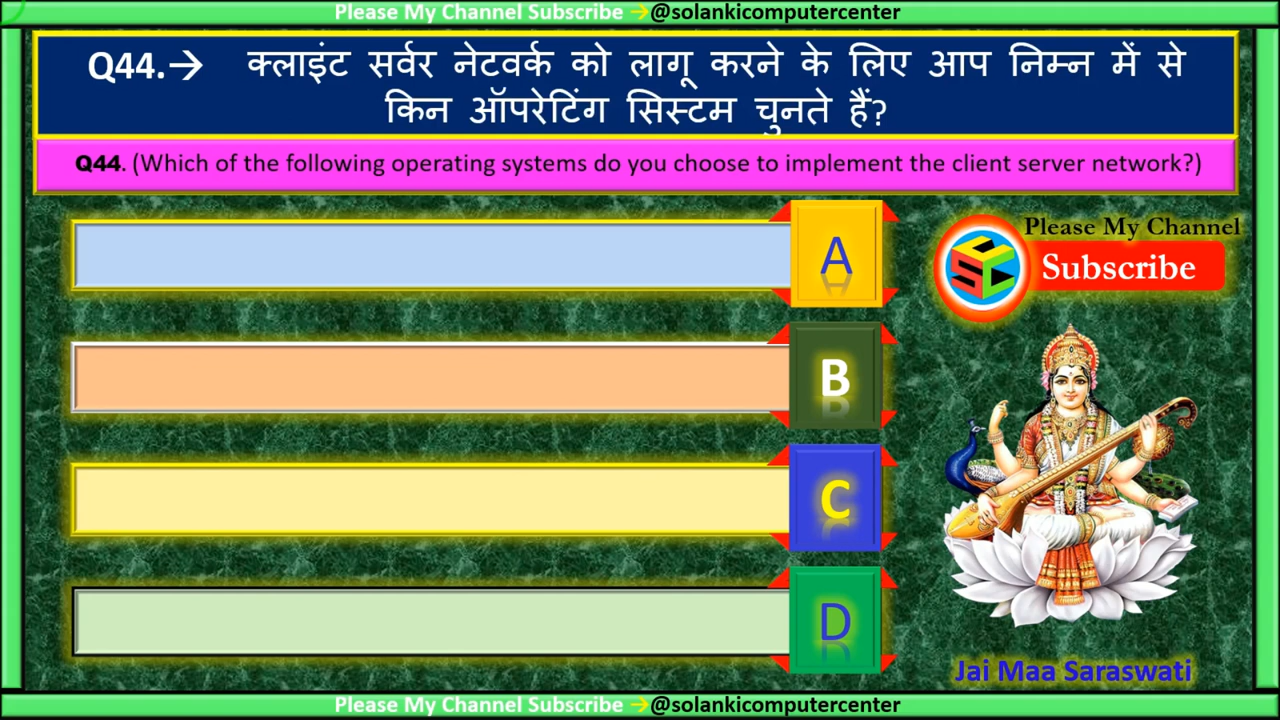 Please My Channel Subscribe →@solankicomputercenter
Q44.→ क्लाइंट सर्वर नेटवर्क को लागू करने के लिए आप निम्न में से
किन ऑपरेटिंग सिस्टम चुनते हैं?
Q44. (Which of the following operating systems do you choose to implement the client server network?)
A
B
C
D
Please My Channel
Subscribe
SCC
Jai Maa Saraswati
Please My Channel Subscribe →@solankicomputercenter